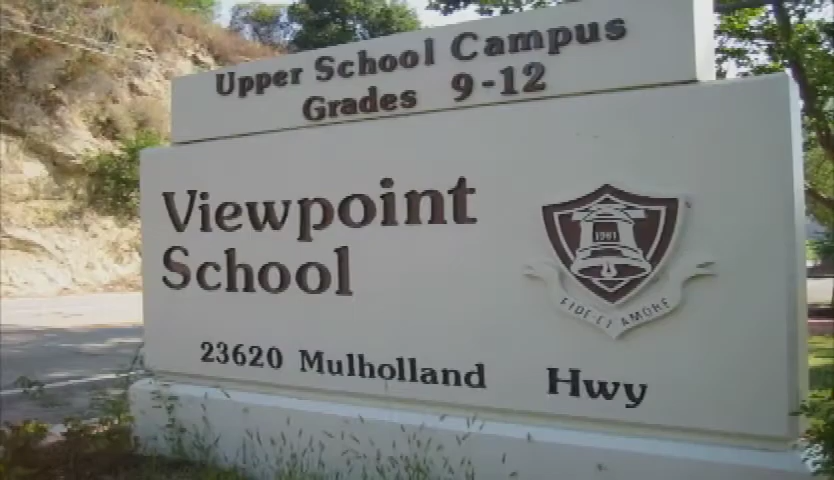 Upper School Campus
Grades 9-12
Viewpoint
School
1961
FIDE ET AMORE
23620 Mulholland Hwy